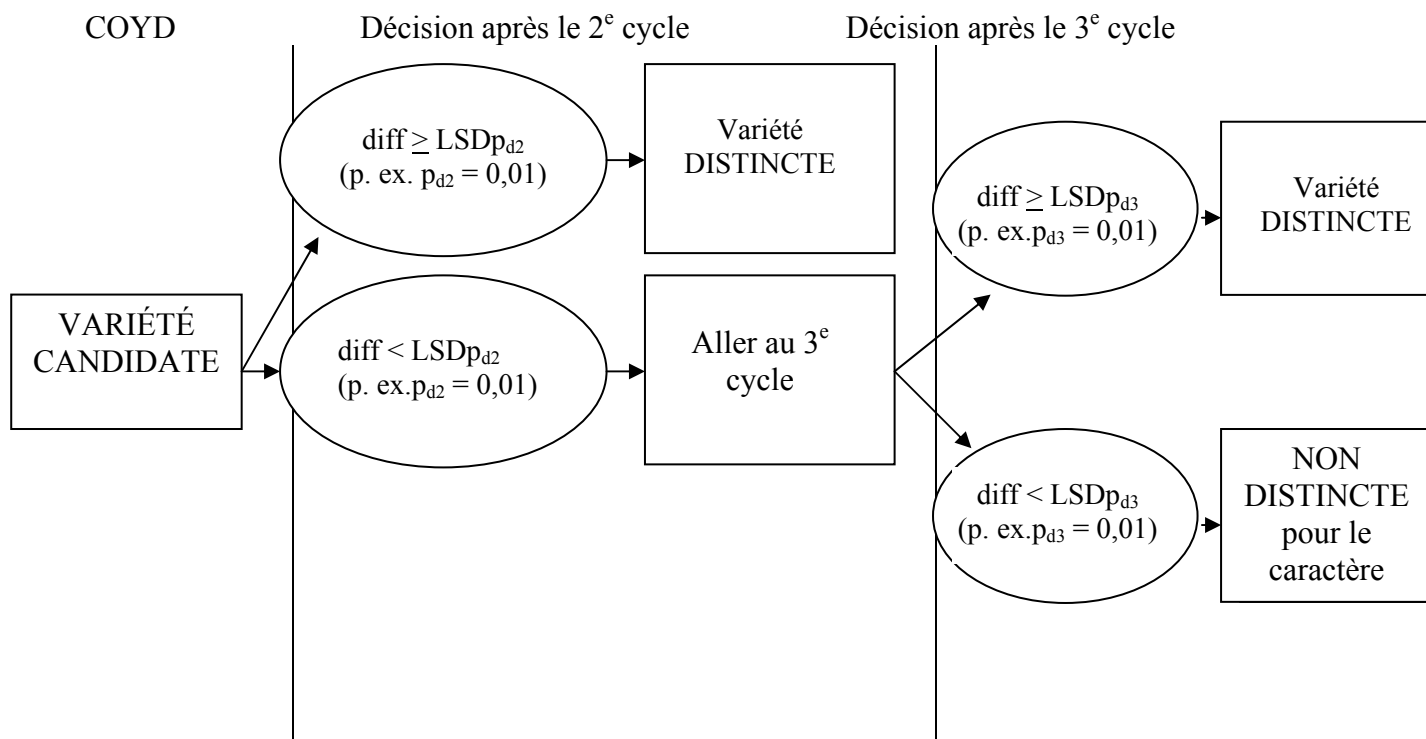 COYD
Décision après le 2e cycle
Décision après le 3e cycle
diff ≥ LSDpd2
(p. ex. pd2 = 0,01)
Variété
DISTINCTE
diff ≥ LSDpd3
(p. ex.pd3 = 0,01)
Variété
DISTINCTE
VARIÉTÉ
CANDIDATE
diff < LSDpd2
(p. ex.pd2 = 0,01)
Aller au 3e
cycle
diff < LSDpd3
(p. ex.pd3 = 0,01)
NON
DISTINCTE
pour le
caractère